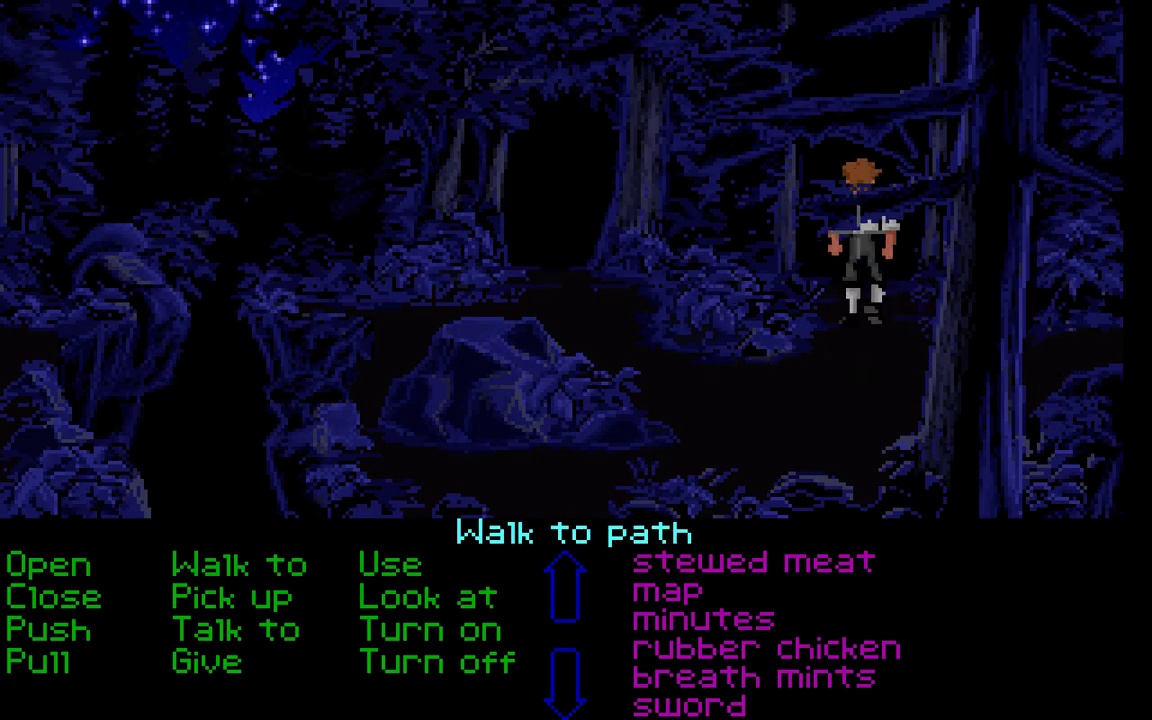 Walk to path
Open Walk to Use
Close Pick up Look at
Push Talk to Turn on
Pull Give Turn off
stewed meat
map
minutes
rubber chicken
breath mints
sword